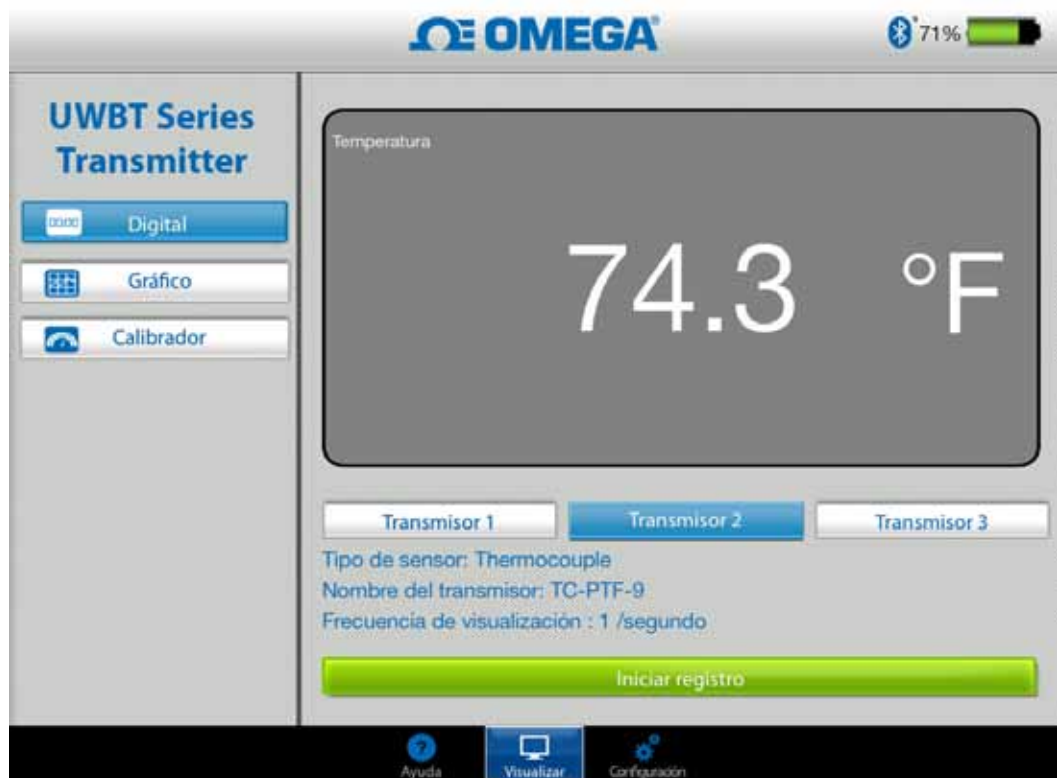 OMEGA
71%
UWBT Series
Transmitter
Digital
Gráfico
Calibrador
Temperatura
74.3 °F
Transmisor 1
Transmisor 2
Transmisor 3
Tipo de sensor: Thermocouple
Nombre del transmisor: TC-PTF-9
Frecuencia de visualización : 1 /segundo
Iniciar registro
Ayuda
Visualizar
Configuración